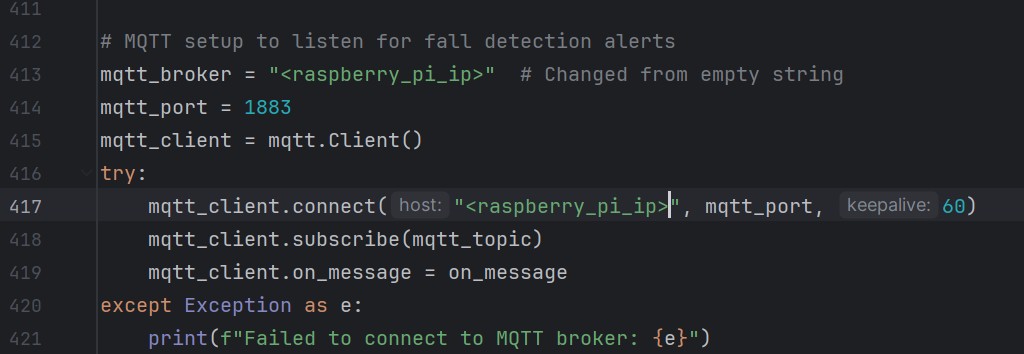 411
412 # MQTT setup to listen for fall detection alerts
413 mqtt_broker = "<raspberry_pi_ip>"  # Changed from empty string
414 mqtt_port = 1883
415 mqtt_client = mqtt.Client()
416 try:
417     mqtt_client.connect( host: "<raspberry_pi_ip>", mqtt_port,  keepalive: 60)
418     mqtt_client.subscribe(mqtt_topic)
419     mqtt_client.on_message = on_message
420 except Exception as e:
421     print(f"Failed to connect to MQTT broker: {e}")